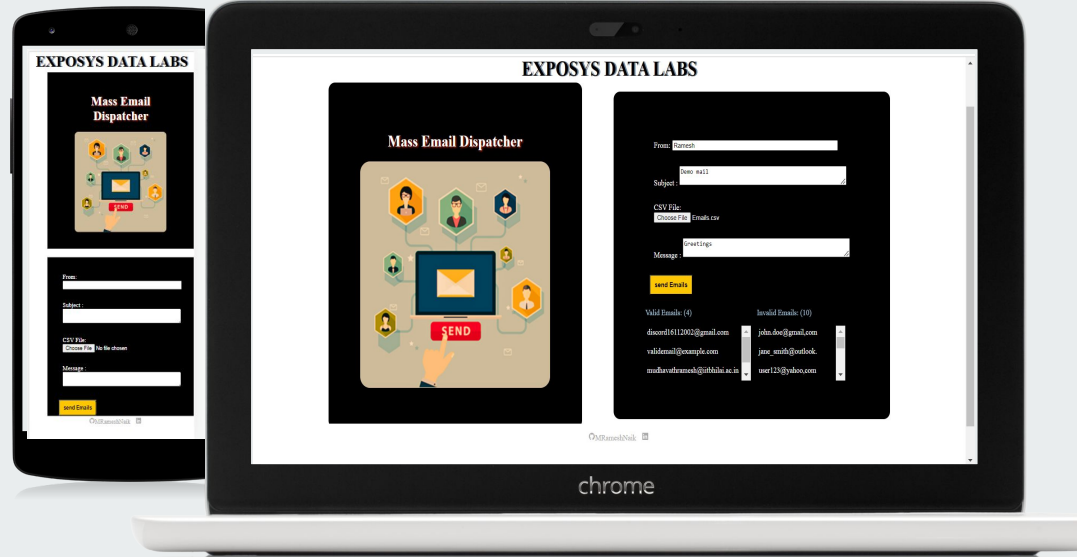 EXPOSYS DATA LABS
Mass Email
Dispatcher
SEND
From:
Subject :
CSV File:
Choose File No file chosen
Message :
send Emails
MRameshNaik
EXPOSYS DATA LABS
Mass Email Dispatcher
SEND
From: Ramesh
Subject : Demo mail
CSV File:
Choose File Emails.csv
Message : Greetings
send Emails
Valid Emails: (4) Invalid Emails: (10)
discord16112002@gmail.com john.doe@gmail,com
validemail@example.com jane_smith@outlook.
mudhavathramesh@iitbhilai.ac.in user123@yahoo,com
MRameshNaik
chrome